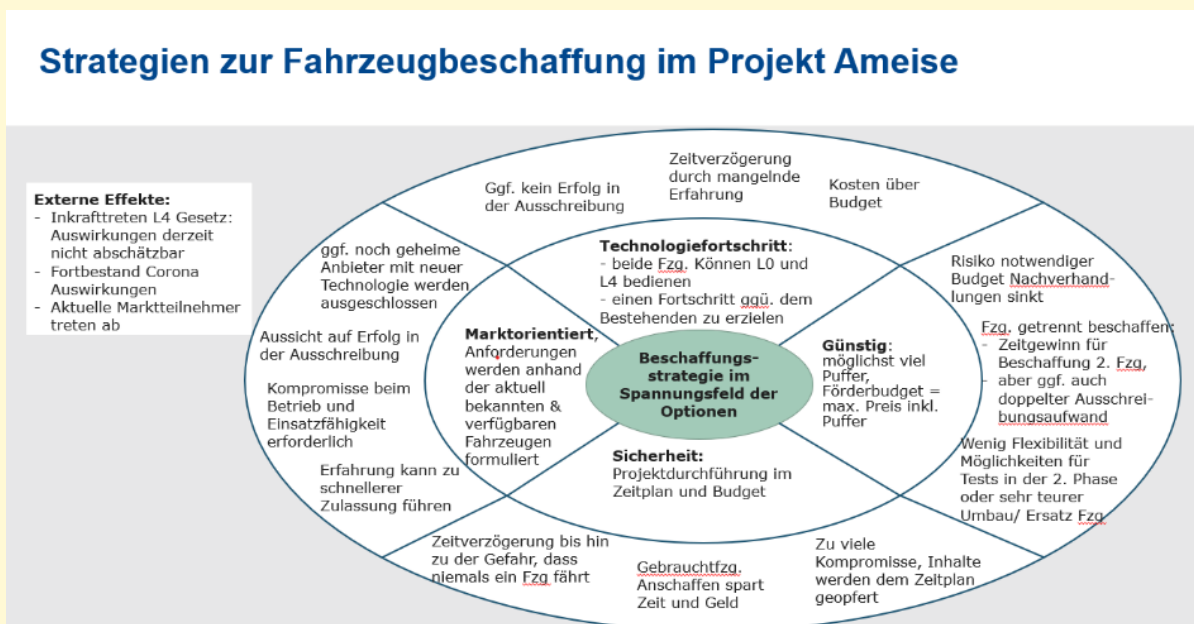 Strategien zur Fahrzeugbeschaffung im Projekt Ameise
Externe Effekte:
- Inkrafttreten L4 Gesetz:
Auswirkungen derzeit
nicht abschätzbar
- Fortbestand Corona
Auswirkungen
- Aktuelle Marktteilnehmer
treten ab
Ggf. kein Erfolg in
der Ausschreibung
Zeitverzögerung
durch mangelnde
Erfahrung
Kosten über
Budget
ggf. noch geheime
Anbieter mit neuer
Technologie werden
ausgeschlossen
Aussicht auf Erfolg in
der Ausschreibung
Kompromisse beim
Betrieb und
Einsatzfähigkeit
erforderlich
Erfahrung kann zu
schnellerer
Zulassung führen
Technologiefortschritt:
- beide Fzg. Können L0 und
L4 bedienen
- einen Fortschritt ggü. dem
Bestehenden zu erzielen
Marktorientiert,
Anforderungen
werden anhand
der aktuell
bekannten &
verfügbaren
Fahrzeugen
formuliert
Beschaffungs-
strategie im
Spannungsfeld der
Optionen
Günstig:
möglichst viel
Puffer,
Förderbudget =
max. Preis inkl.
Puffer
Sicherheit:
Projektdurchführung im
Zeitplan und Budget
Risiko notwendiger
Budget Nachverhand-
lungen sinkt
Fzg. getrennt beschaffen:
- Zeitgewinn für
Beschaffung 2. Fzg,
- aber ggf. auch
doppelter Ausschrei-
bungsaufwand
Wenig Flexibilität und
Möglichkeiten für
Tests in der 2. Phase
oder sehr teurer
Umbau/ Ersatz Fzg
Zeitverzögerung bis hin
zu der Gefahr, dass
niemals ein Fzg fährt
Gebrauchtfzg.
Anschaffen spart
Zeit und Geld
Zu viele
Kompromisse, Inhalte
werden dem Zeitplan
geopfert